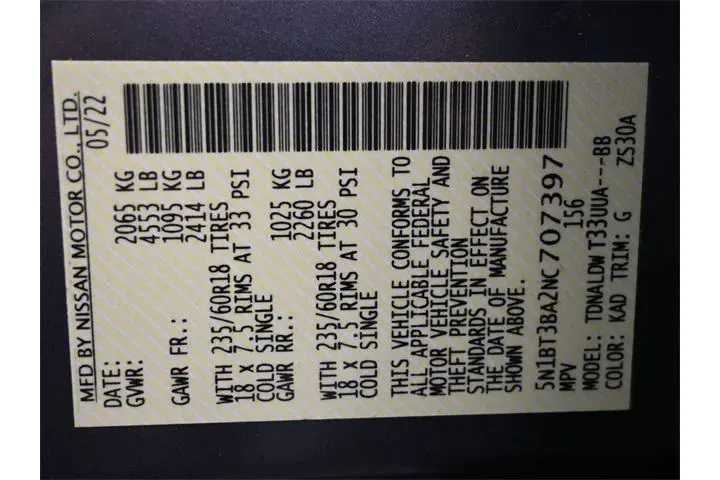 MFD BY NISSAN MOTOR CO., LTD.
DATE: 05/22
GVWR: 2065 KG
4553 LB
GAWR FR.: 1095 KG
2414 LB
WITH 235/60R18 TIRES
18 x 7.5 RIMS AT 33 PSI
COLD SINGLE
GAWR RR.: 1025 KG
2260 LB
WITH 235/60R18 TIRES
18 x 7.5 RIMS AT 30 PSI
COLD SINGLE
THIS VEHICLE CONFORMS TO
ALL APPLICABLE FEDERAL
MOTOR VEHICLE SAFETY AND
THEFT PREVENTION
STANDARDS IN EFFECT ON
THE DATE OF MANUFACTURE
SHOWN ABOVE.
5N1BT3BA2NC707397
MPV 156
MODEL: TDNALDW T33UUA---BB
COLOR: KAD TRIM: G ZS30A